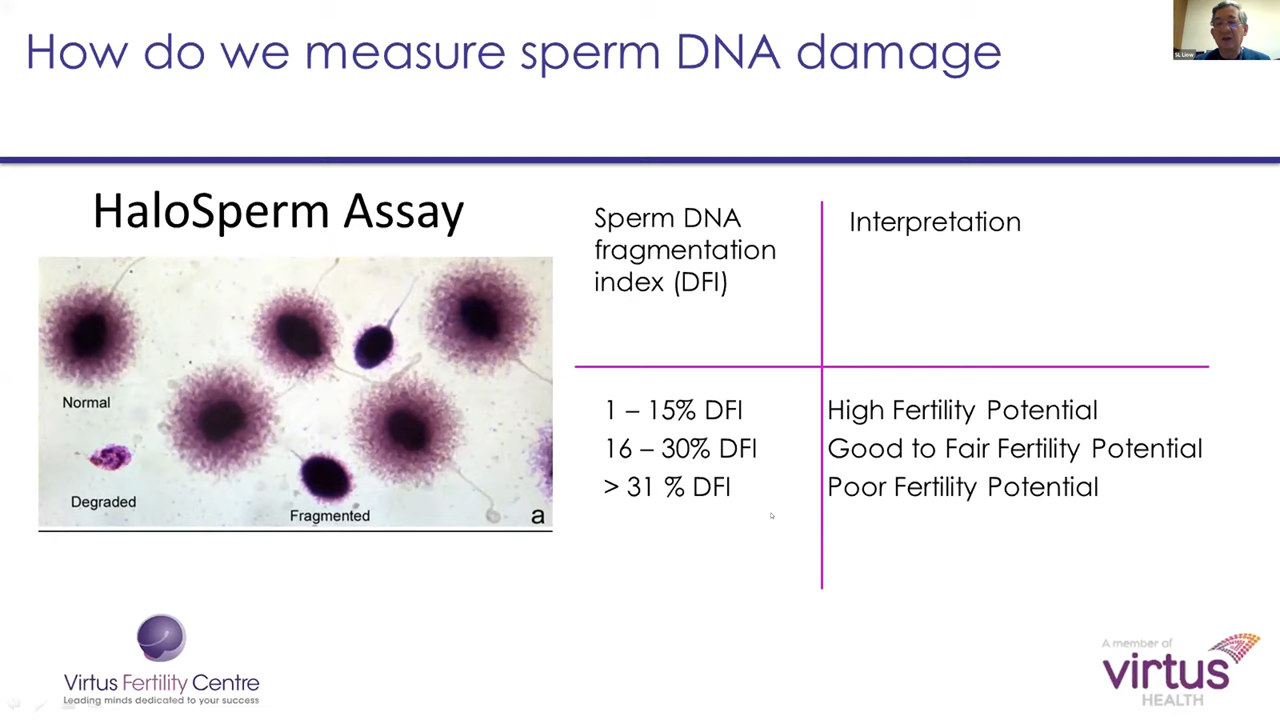 How do we measure sperm DNA damage
SL Liew
HaloSperm Assay
Normal
Degraded
Fragmented
a
Sperm DNA
fragmentation
index (DFI)
Interpretation
1 – 15% DFI
High Fertility Potential
16 – 30% DFI
Good to Fair Fertility Potential
> 31 % DFI
Poor Fertility Potential
Virtus Fertility Centre
Leading minds dedicated to your success
A member of
virtus
HEALTH